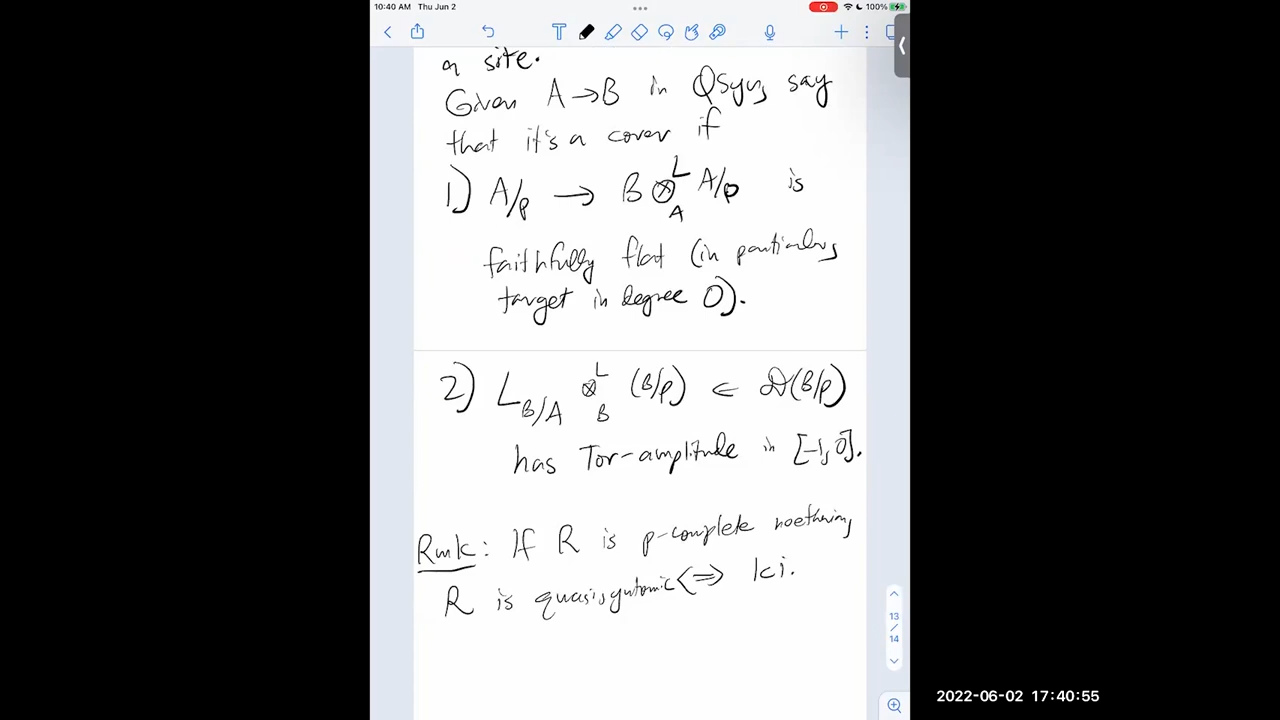 10:40 AM Thu Jun 2
100%
a site.
Given A → B in QSyn, say
that it's a cover if
1) A/p → B ⊗^L_A A/p is
faithfully flat (in particular,
target in degree 0).
2) L_{B/A} ⊗^L_B (B/p) ∈ D(B/p)
has Tor-amplitude in [-1, 0].
Rmk: If R is p-complete noetherian,
R is quasisyntomic ⟺ lci.
13
/
14
2022-06-02 17:40:55